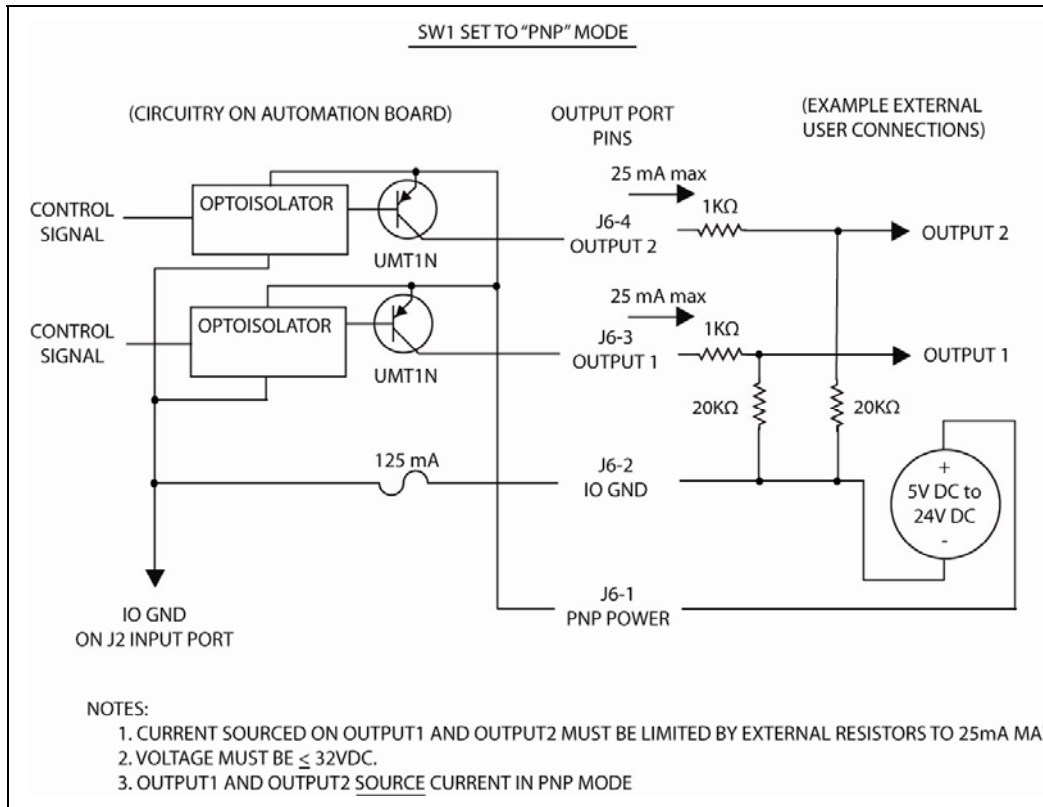 SW1 SET TO "PNP" MODE
(CIRCUITRY ON AUTOMATION BOARD)
OUTPUT PORT
PINS
(EXAMPLE EXTERNAL
USER CONNECTIONS)
25 mA max
1KΩ
CONTROL
SIGNAL
OPTOISOLATOR
UMT1N
J6-4
OUTPUT 2
OUTPUT 2
25 mA max
1KΩ
CONTROL
SIGNAL
OPTOISOLATOR
UMT1N
J6-3
OUTPUT 1
OUTPUT 1
20KΩ
20KΩ
125 mA
J6-2
IO GND
+
5V DC to
24V DC
-
J6-1
PNP POWER
IO GND
ON J2 INPUT PORT
NOTES:
1. CURRENT SOURCED ON OUTPUT1 AND OUTPUT2 MUST BE LIMITED BY EXTERNAL RESISTORS TO 25mA MA
2. VOLTAGE MUST BE ≤ 32VDC.
3. OUTPUT1 AND OUTPUT2 SOURCE CURRENT IN PNP MODE